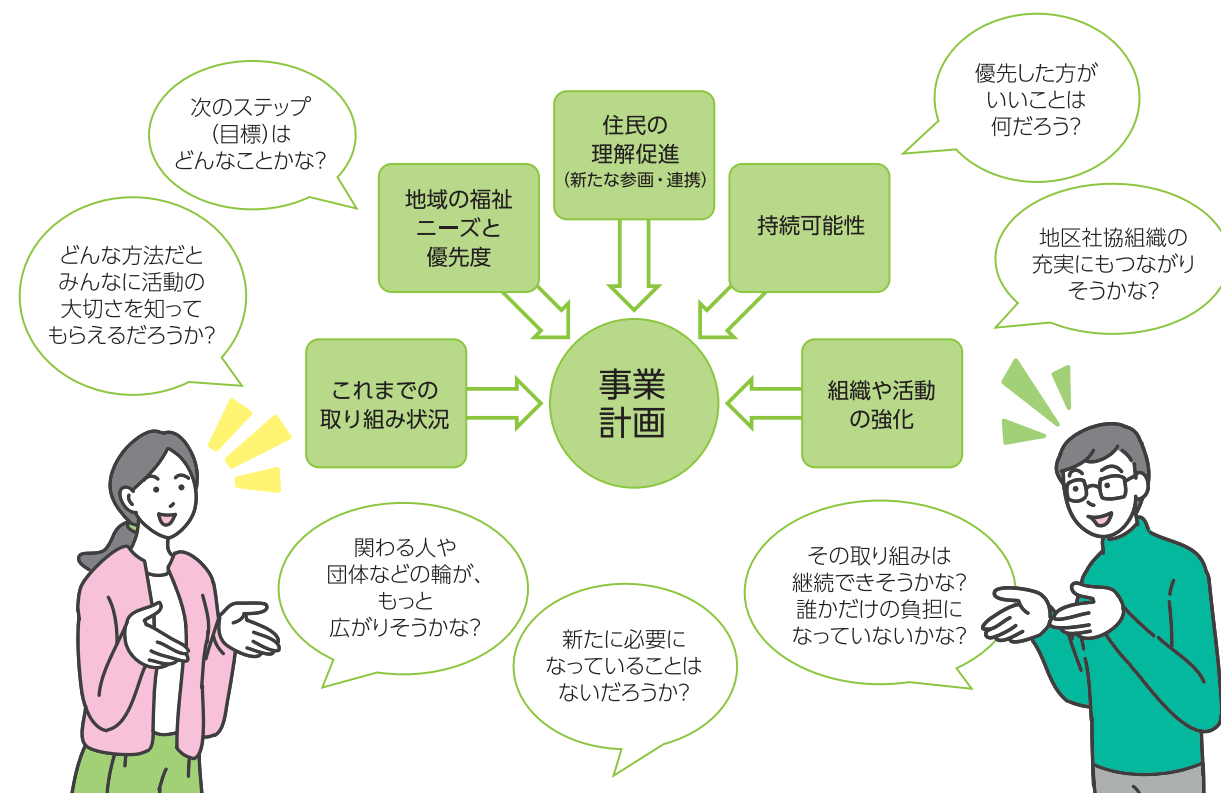 次のステップ
（目標）は
どんなことかな？
住民の
理解促進
（新たな参画・連携）
優先した方が
いいことは
何だろう？
地域の福祉
ニーズと
優先度
持続可能性
どんな方法だと
みんなに活動の
大切さを知って
もらえるだろうか？
地区社協組織の
充実にもつながり
そうかな？
これまでの
取り組み状況
事業
計画
組織や活動
の強化
関わる人や
団体などの輪が、
もっと
広がりそうかな？
新たに必要に
なっていることは
ないだろうか？
その取り組みは
継続できそうかな？
誰かだけの負担に
なっていないかな？